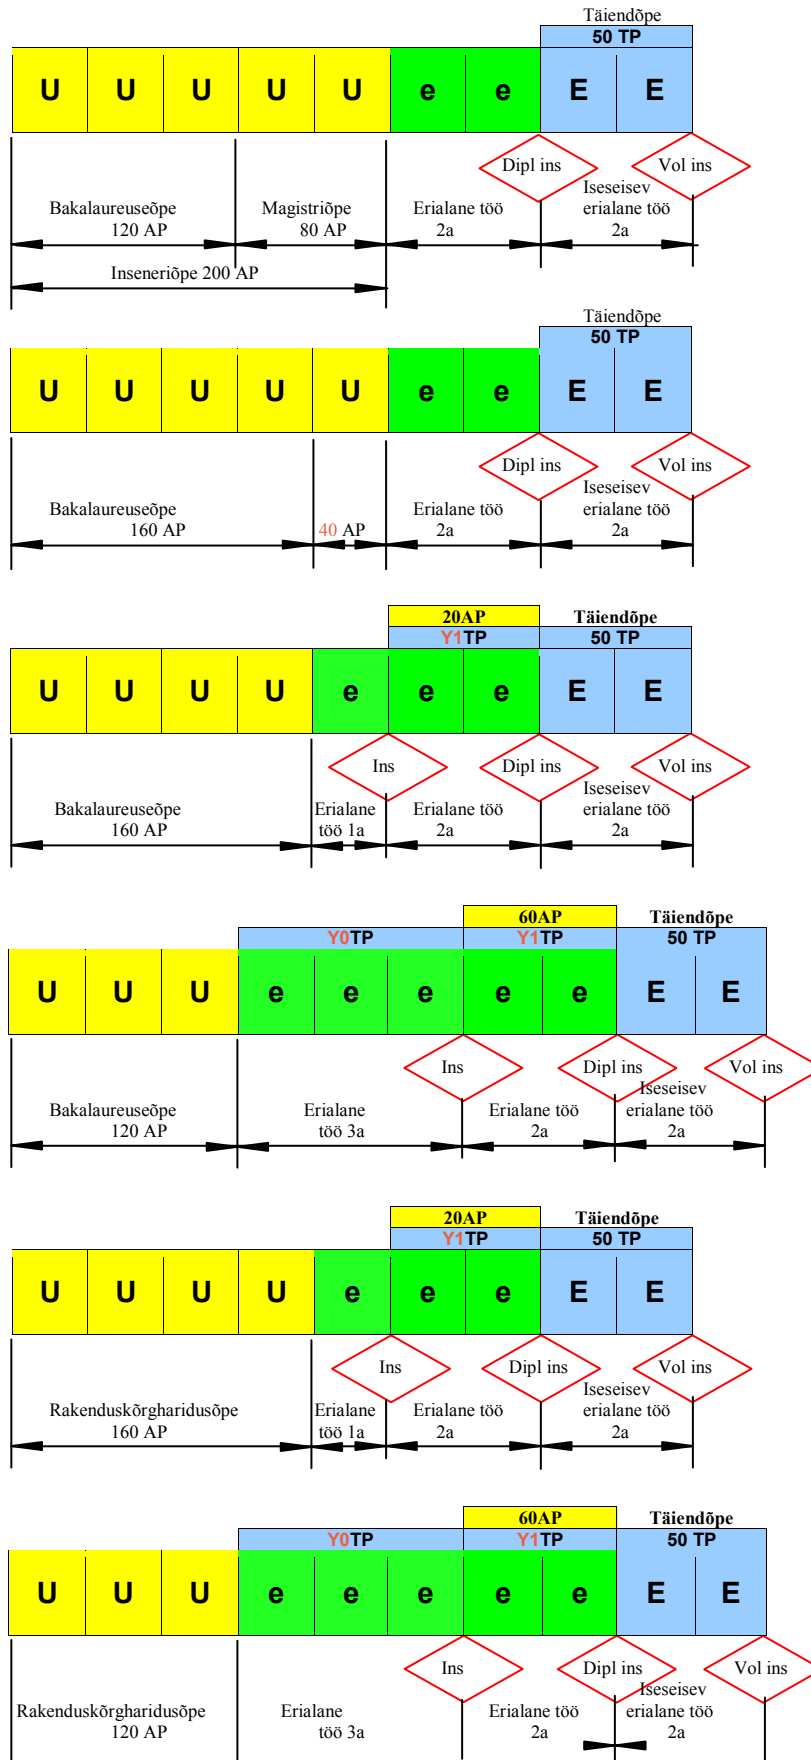 Täiendõpe
50 TP
U U U U U e e E E
Dipl ins Vol ins
Bakalaureuseõpe Magistriõpe Erialane töö Iseseisev erialane töö
120 AP 80 AP 2a 2a
Inseneriõpe 200 AP
Täiendõpe
50 TP
U U U U U e e E E
Dipl ins Vol ins
Bakalaureuseõpe Erialane töö Iseseisev erialane töö
160 AP 40 AP 2a 2a
20AP Täiendõpe
Y1TP 50 TP
U U U U e e e E E
Ins Dipl ins Vol ins
Bakalaureuseõpe Erialane Erialane töö Iseseisev erialane töö
160 AP töö 1a 2a 2a
60AP Täiendõpe
Y0TP Y1TP 50 TP
U U U e e e e e E E
Ins Dipl ins Vol ins
Bakalaureuseõpe Erialane Erialane töö Iseseisev erialane töö
120 AP töö 3a 2a 2a
20AP Täiendõpe
Y1TP 50 TP
U U U U e e e E E
Ins Dipl ins Vol ins
Rakenduskõrgharidusõpe Erialane Erialane töö Iseseisev erialane töö
160 AP töö 1a 2a 2a
60AP Täiendõpe
Y0TP Y1TP 50 TP
U U U e e e e e E E
Ins Dipl ins Vol ins
Rakenduskõrgharidusõpe Erialane Erialane töö Iseseisev erialane töö
120 AP töö 3a 2a 2a